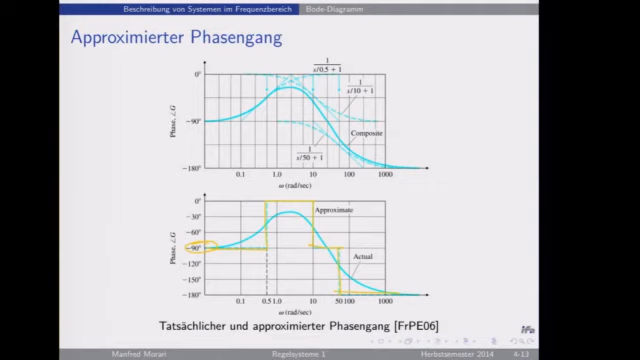 Beschreibung von Systemen im Frequenzbereich
Bode-Diagramm
Approximierter Phasengang
1
s/0.5 + 1
0°
1
s/10 + 1
Phase, ∠G
−90°
Composite
1
s/50 + 1
−180°
0.1 1.0 10 100 1000
ω (rad/sec)
0°
Approximate
−30°
−60°
Phase, ∠G
−90°
−120°
Actual
−150°
−180°
0.1 0.5 1.0 10 50 100 1000
ω (rad/sec)
Tatsächlicher und approximierter Phasengang [FrPE06]
Manfred Morari
Regelsysteme 1
Herbstsemester 2014
4-13